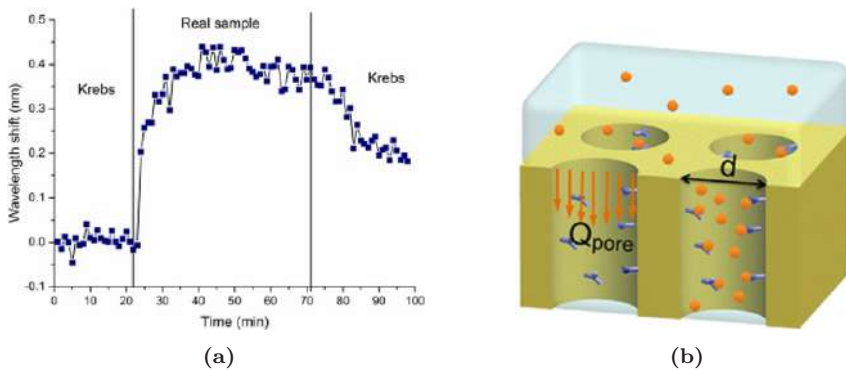 Real sample
Krebs
Krebs
Wavelength shift (nm)
0.5
0.4
0.3
0.2
0.1
0.0
-0.1
0 10 20 30 40 50 60 70 80 90 100
Time (min)
(a)
d
Qpore
(b)